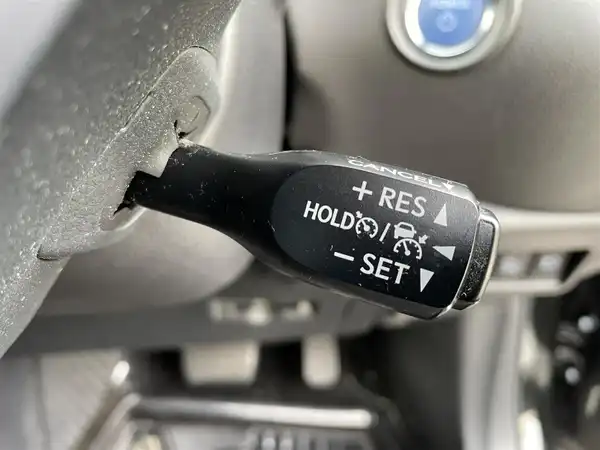 CANCEL
+ RES
HOLD /
− SET